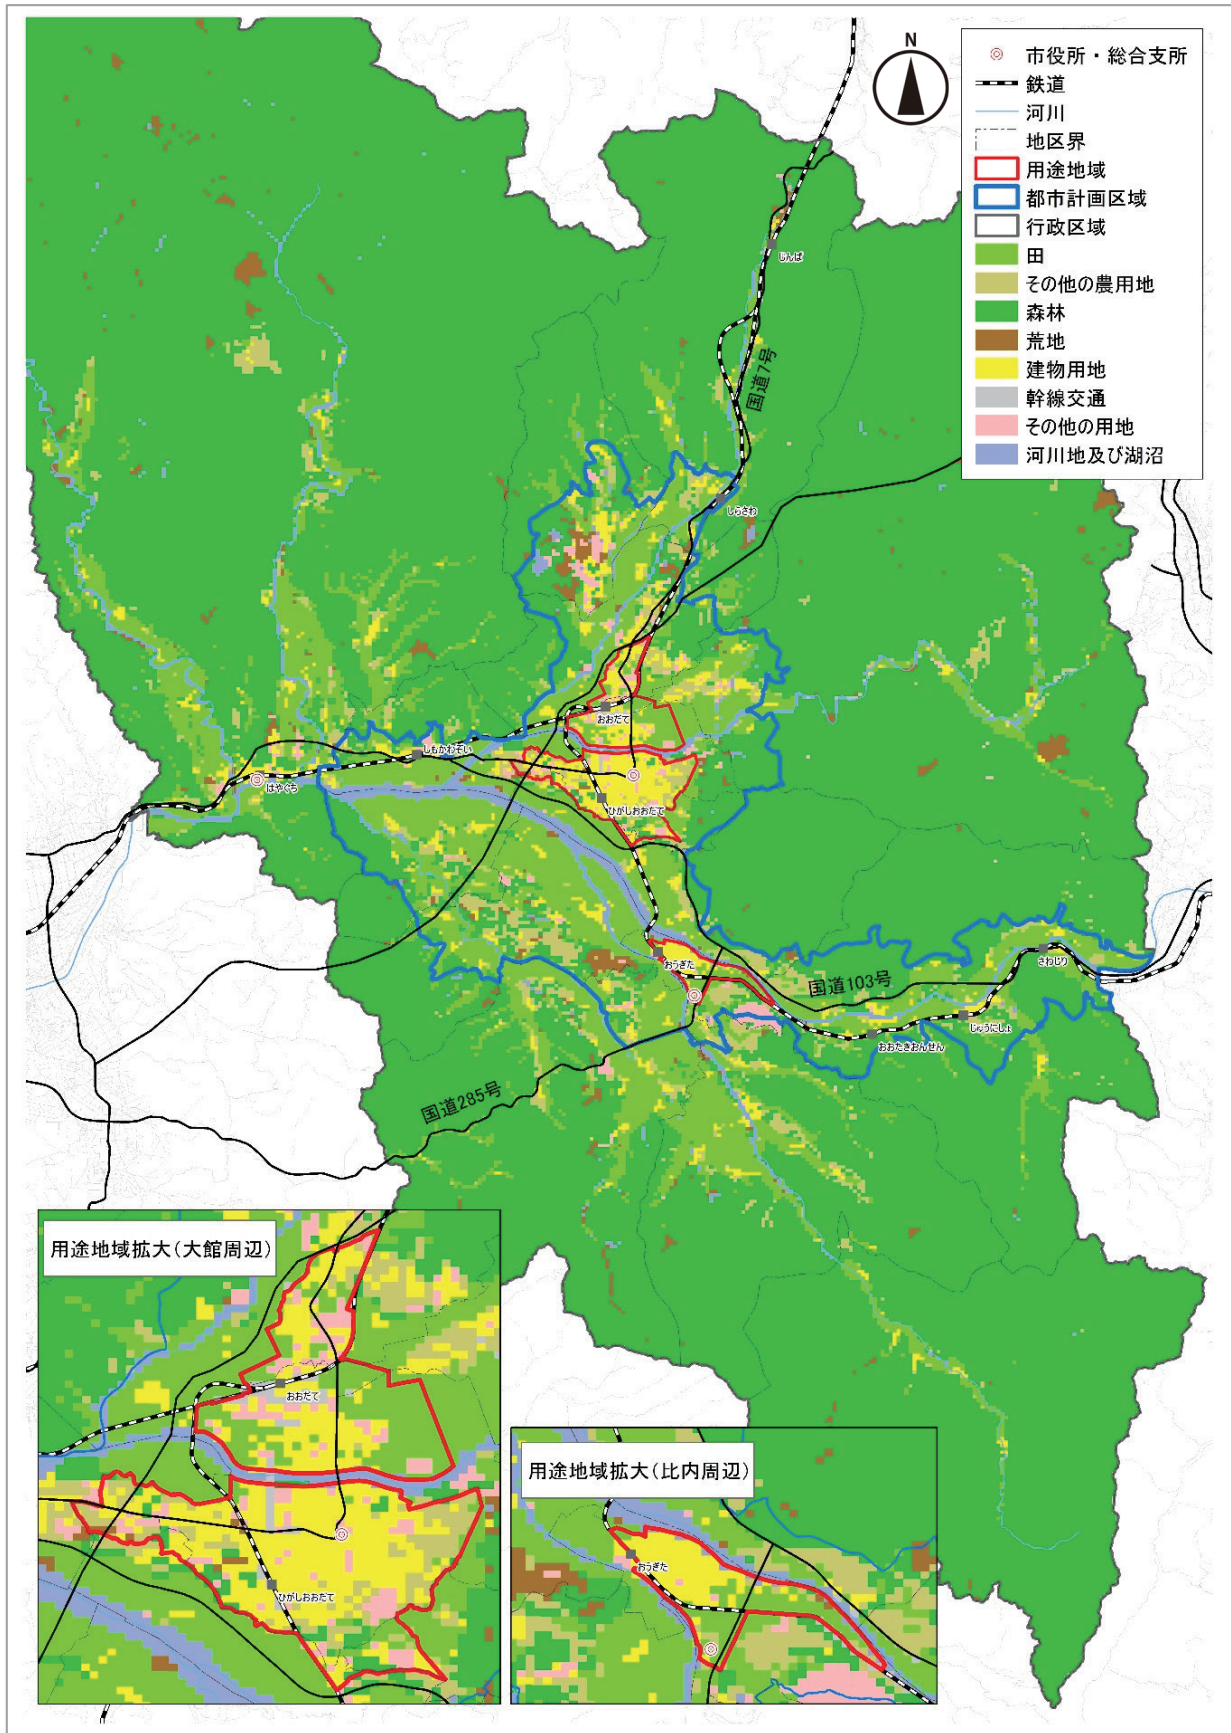 N
市役所・総合支所
鉄道
河川
地区界
用途地域
都市計画区域
行政区域
田
その他の農用地
森林
荒地
建物用地
幹線交通
その他の用地
河川地及び湖沼
じんば
国道7号
しらさわ
おおだて
しもかわぞい
はやぐち
ひがしおおだて
おうぎた
国道103号
さわじり
じゅうにしょ
おおたきおんせん
国道285号
用途地域拡大(大館周辺)
おおだて
ひがしおおだて
用途地域拡大(比内周辺)
おうぎた